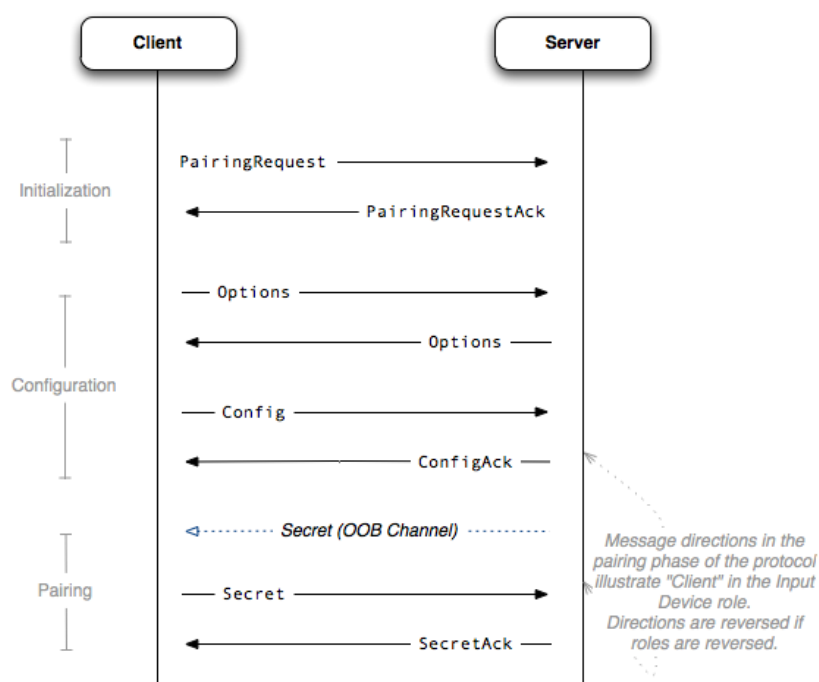 Client
Server
PairingRequest
Initialization
PairingRequestAck
Options
Options
Configuration
Config
ConfigAck
Secret (OOB Channel)
Message directions in the
pairing phase of the protocol
illustrate "Client" in the Input
Device role.
Directions are reversed if
roles are reversed.
Pairing
Secret
SecretAck